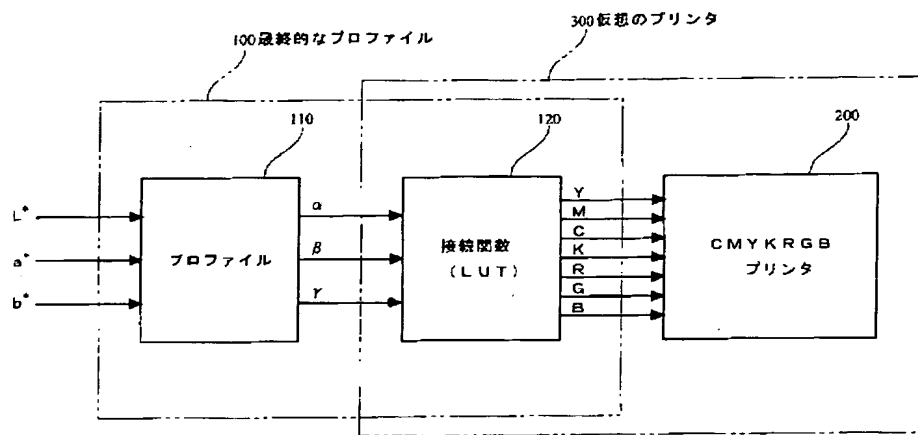 300仮想のプリンタ
100最終的なプロファイル
110
120
200
L*
a*
b*
プロファイル
α
β
γ
接続関数
(LUT)
Y
M
C
K
R
G
B
CMYKRGB
プリンタ